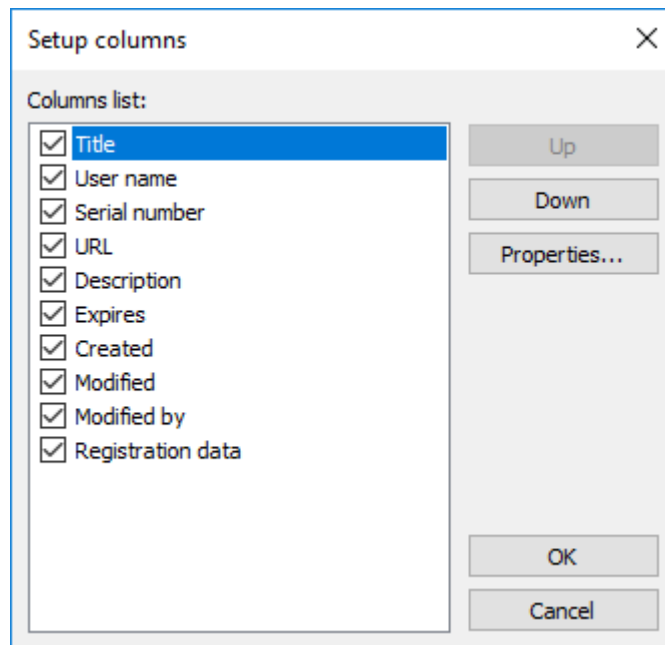 Setup columns
Columns list:
Title
User name
Serial number
URL
Description
Expires
Created
Modified
Modified by
Registration data
Up
Down
Properties...
OK
Cancel